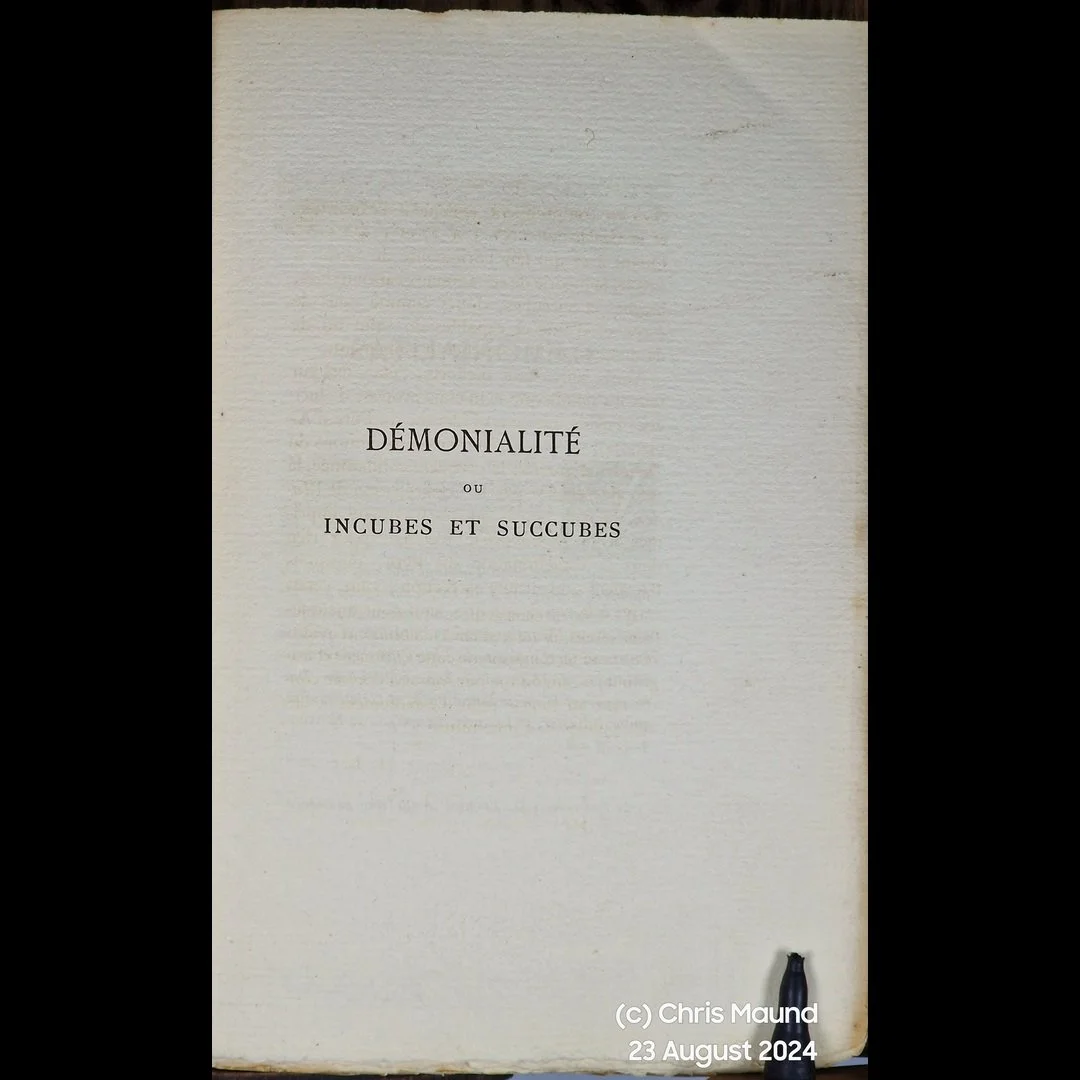 DÉMONIALITÉ
OU
INCUBES ET SUCCUBES
(c) Chris Maund
23 August 2024